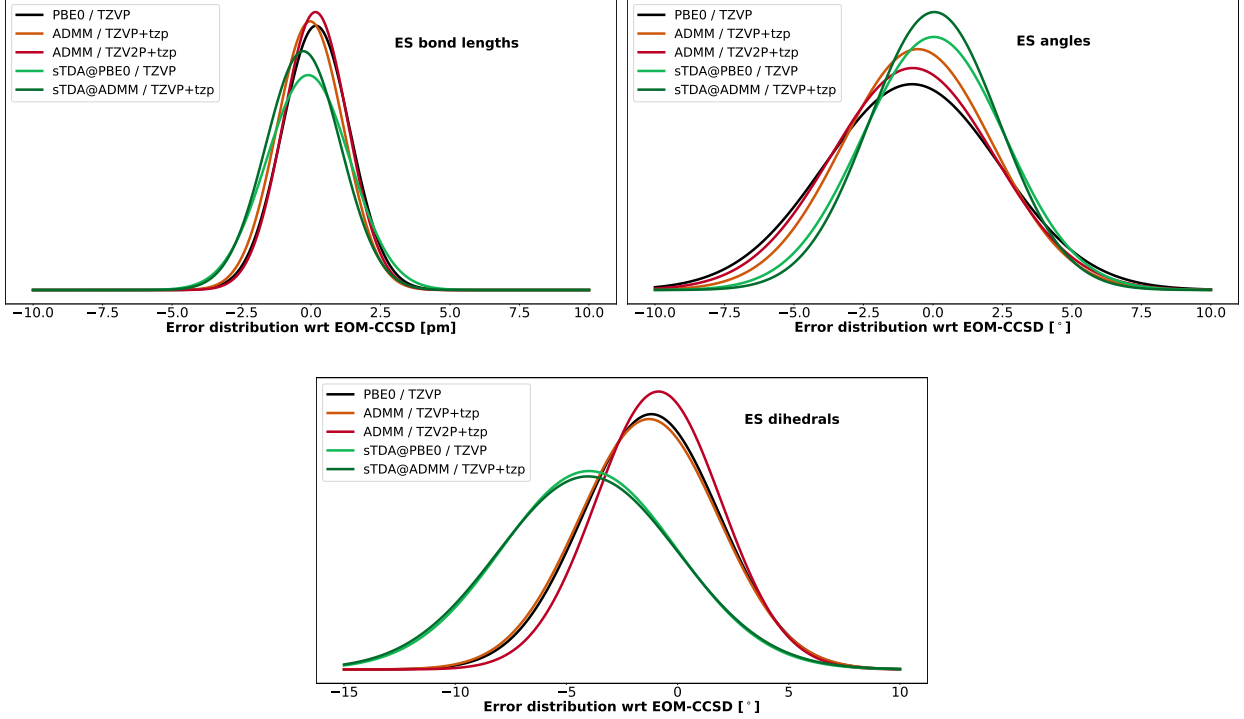 PBE0 / TZVP
ADMM / TZVP+tzp
ADMM / TZV2P+tzp
sTDA@PBE0 / TZVP
sTDA@ADMM / TZVP+tzp
ES bond lengths
−10.0 −7.5 −5.0 −2.5 0.0 2.5 5.0 7.5 10.0
Error distribution wrt EOM-CCSD [pm]
PBE0 / TZVP
ADMM / TZVP+tzp
ADMM / TZV2P+tzp
sTDA@PBE0 / TZVP
sTDA@ADMM / TZVP+tzp
ES angles
−10.0 −7.5 −5.0 −2.5 0.0 2.5 5.0 7.5 10.0
Error distribution wrt EOM-CCSD [°]
PBE0 / TZVP
ADMM / TZVP+tzp
ADMM / TZV2P+tzp
sTDA@PBE0 / TZVP
sTDA@ADMM / TZVP+tzp
ES dihedrals
−15 −10 −5 0 5 10
Error distribution wrt EOM-CCSD [°]